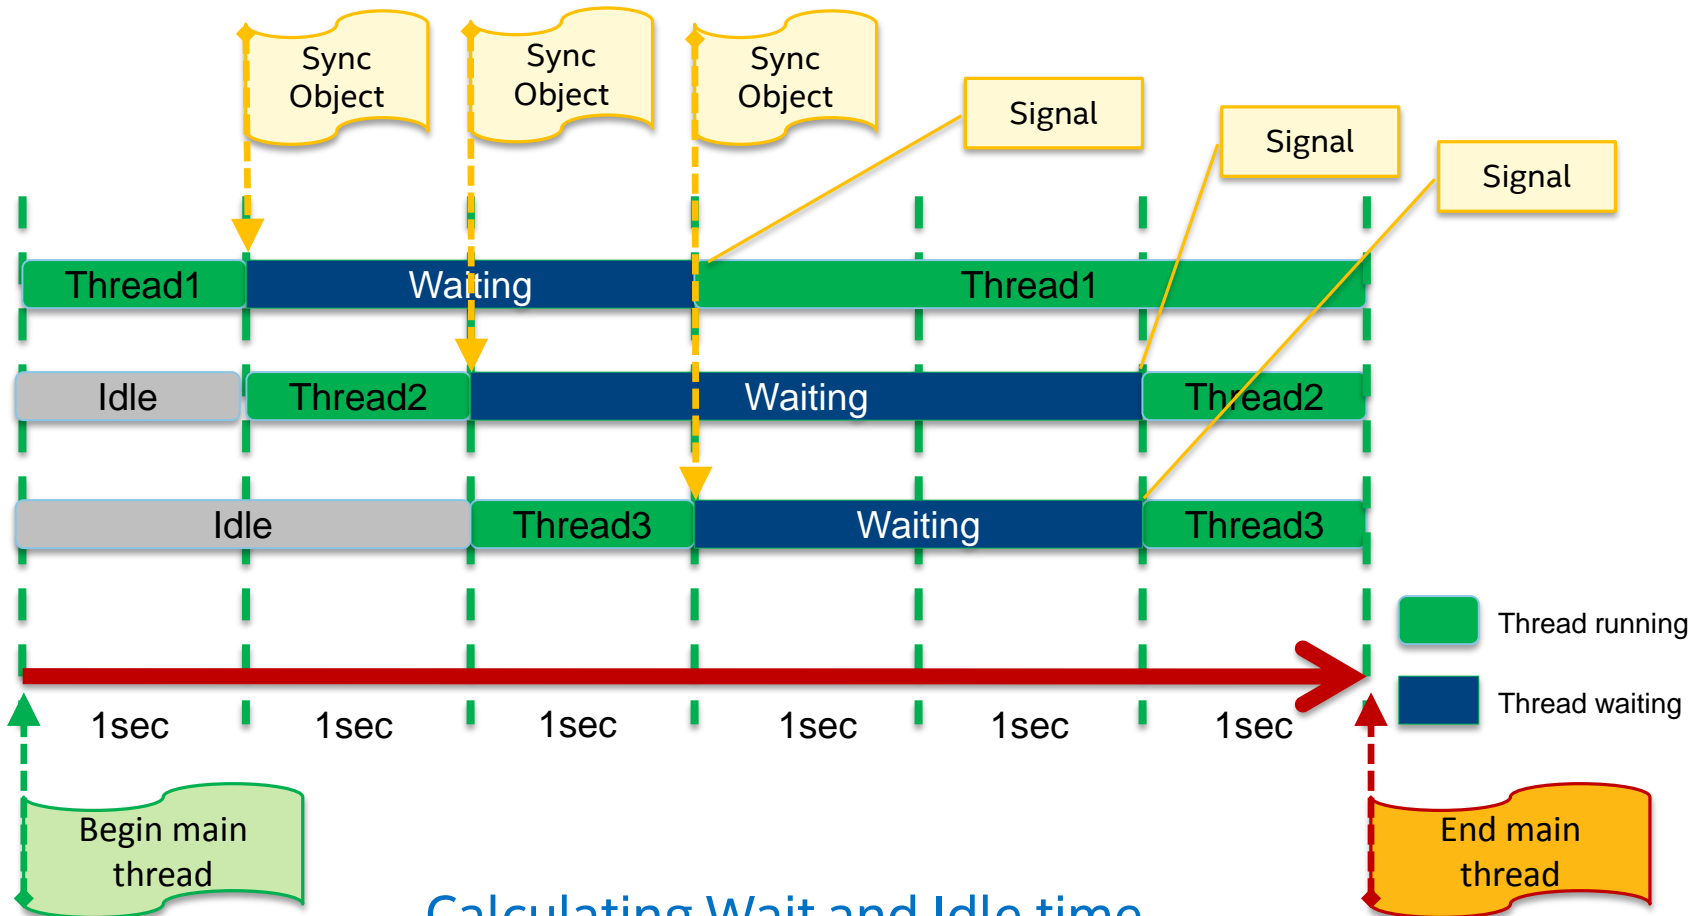 Sync
Object
Sync
Object
Sync
Object
Signal
Signal
Signal
Thread1
Waiting
Thread1
Idle
Thread2
Waiting
Thread2
Idle
Thread3
Waiting
Thread3
Thread running
Thread waiting
1sec
1sec
1sec
1sec
1sec
1sec
Begin main
thread
End main
thread
Calculating Wait and Idle time